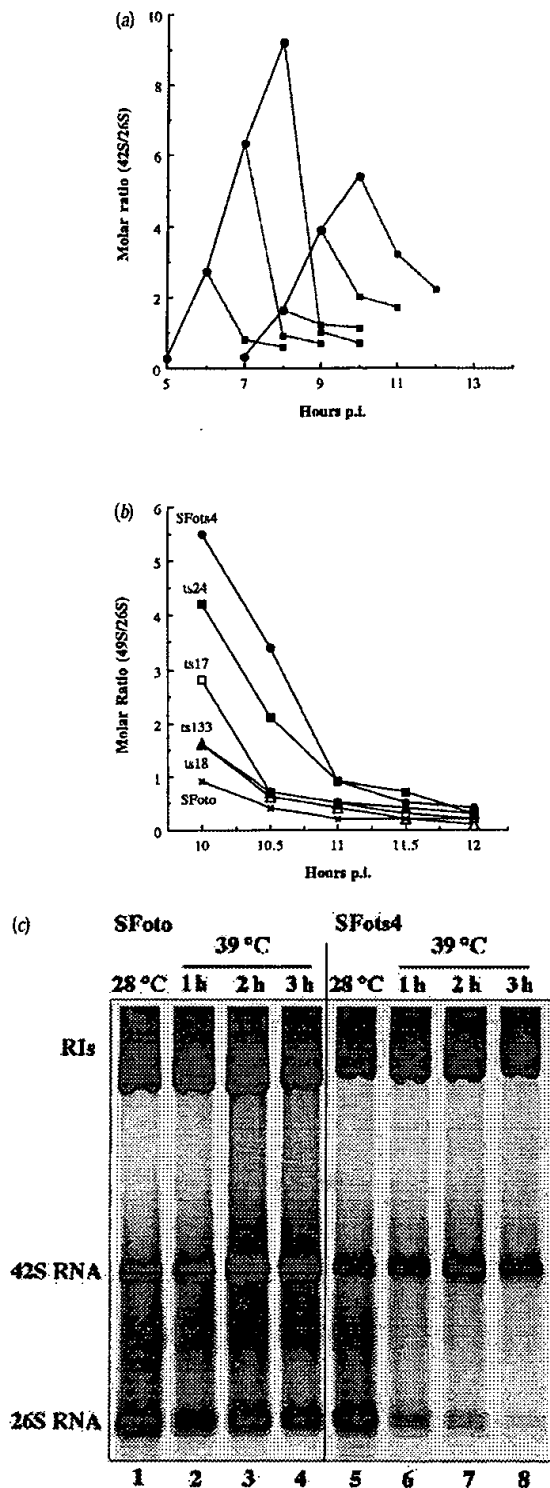 (a)
10
8
6
4
2
0
Molar ratio (42S/26S)
5 7 9 11 13
Hours p.i.
(b)
6
5
4
3
2
1
0
Molar Ratio (49S/26S)
SFots4
ts24
ts17
ts133
ts18
SFoto
10 10.5 11 11.5 12
Hours p.i.
(c)
SFoto SFots4
39 °C 39 °C
28 °C 1 h 2 h 3 h 28 °C 1 h 2 h 3 h
RIs
42S RNA
26S RNA
1 2 3 4 5 6 7 8